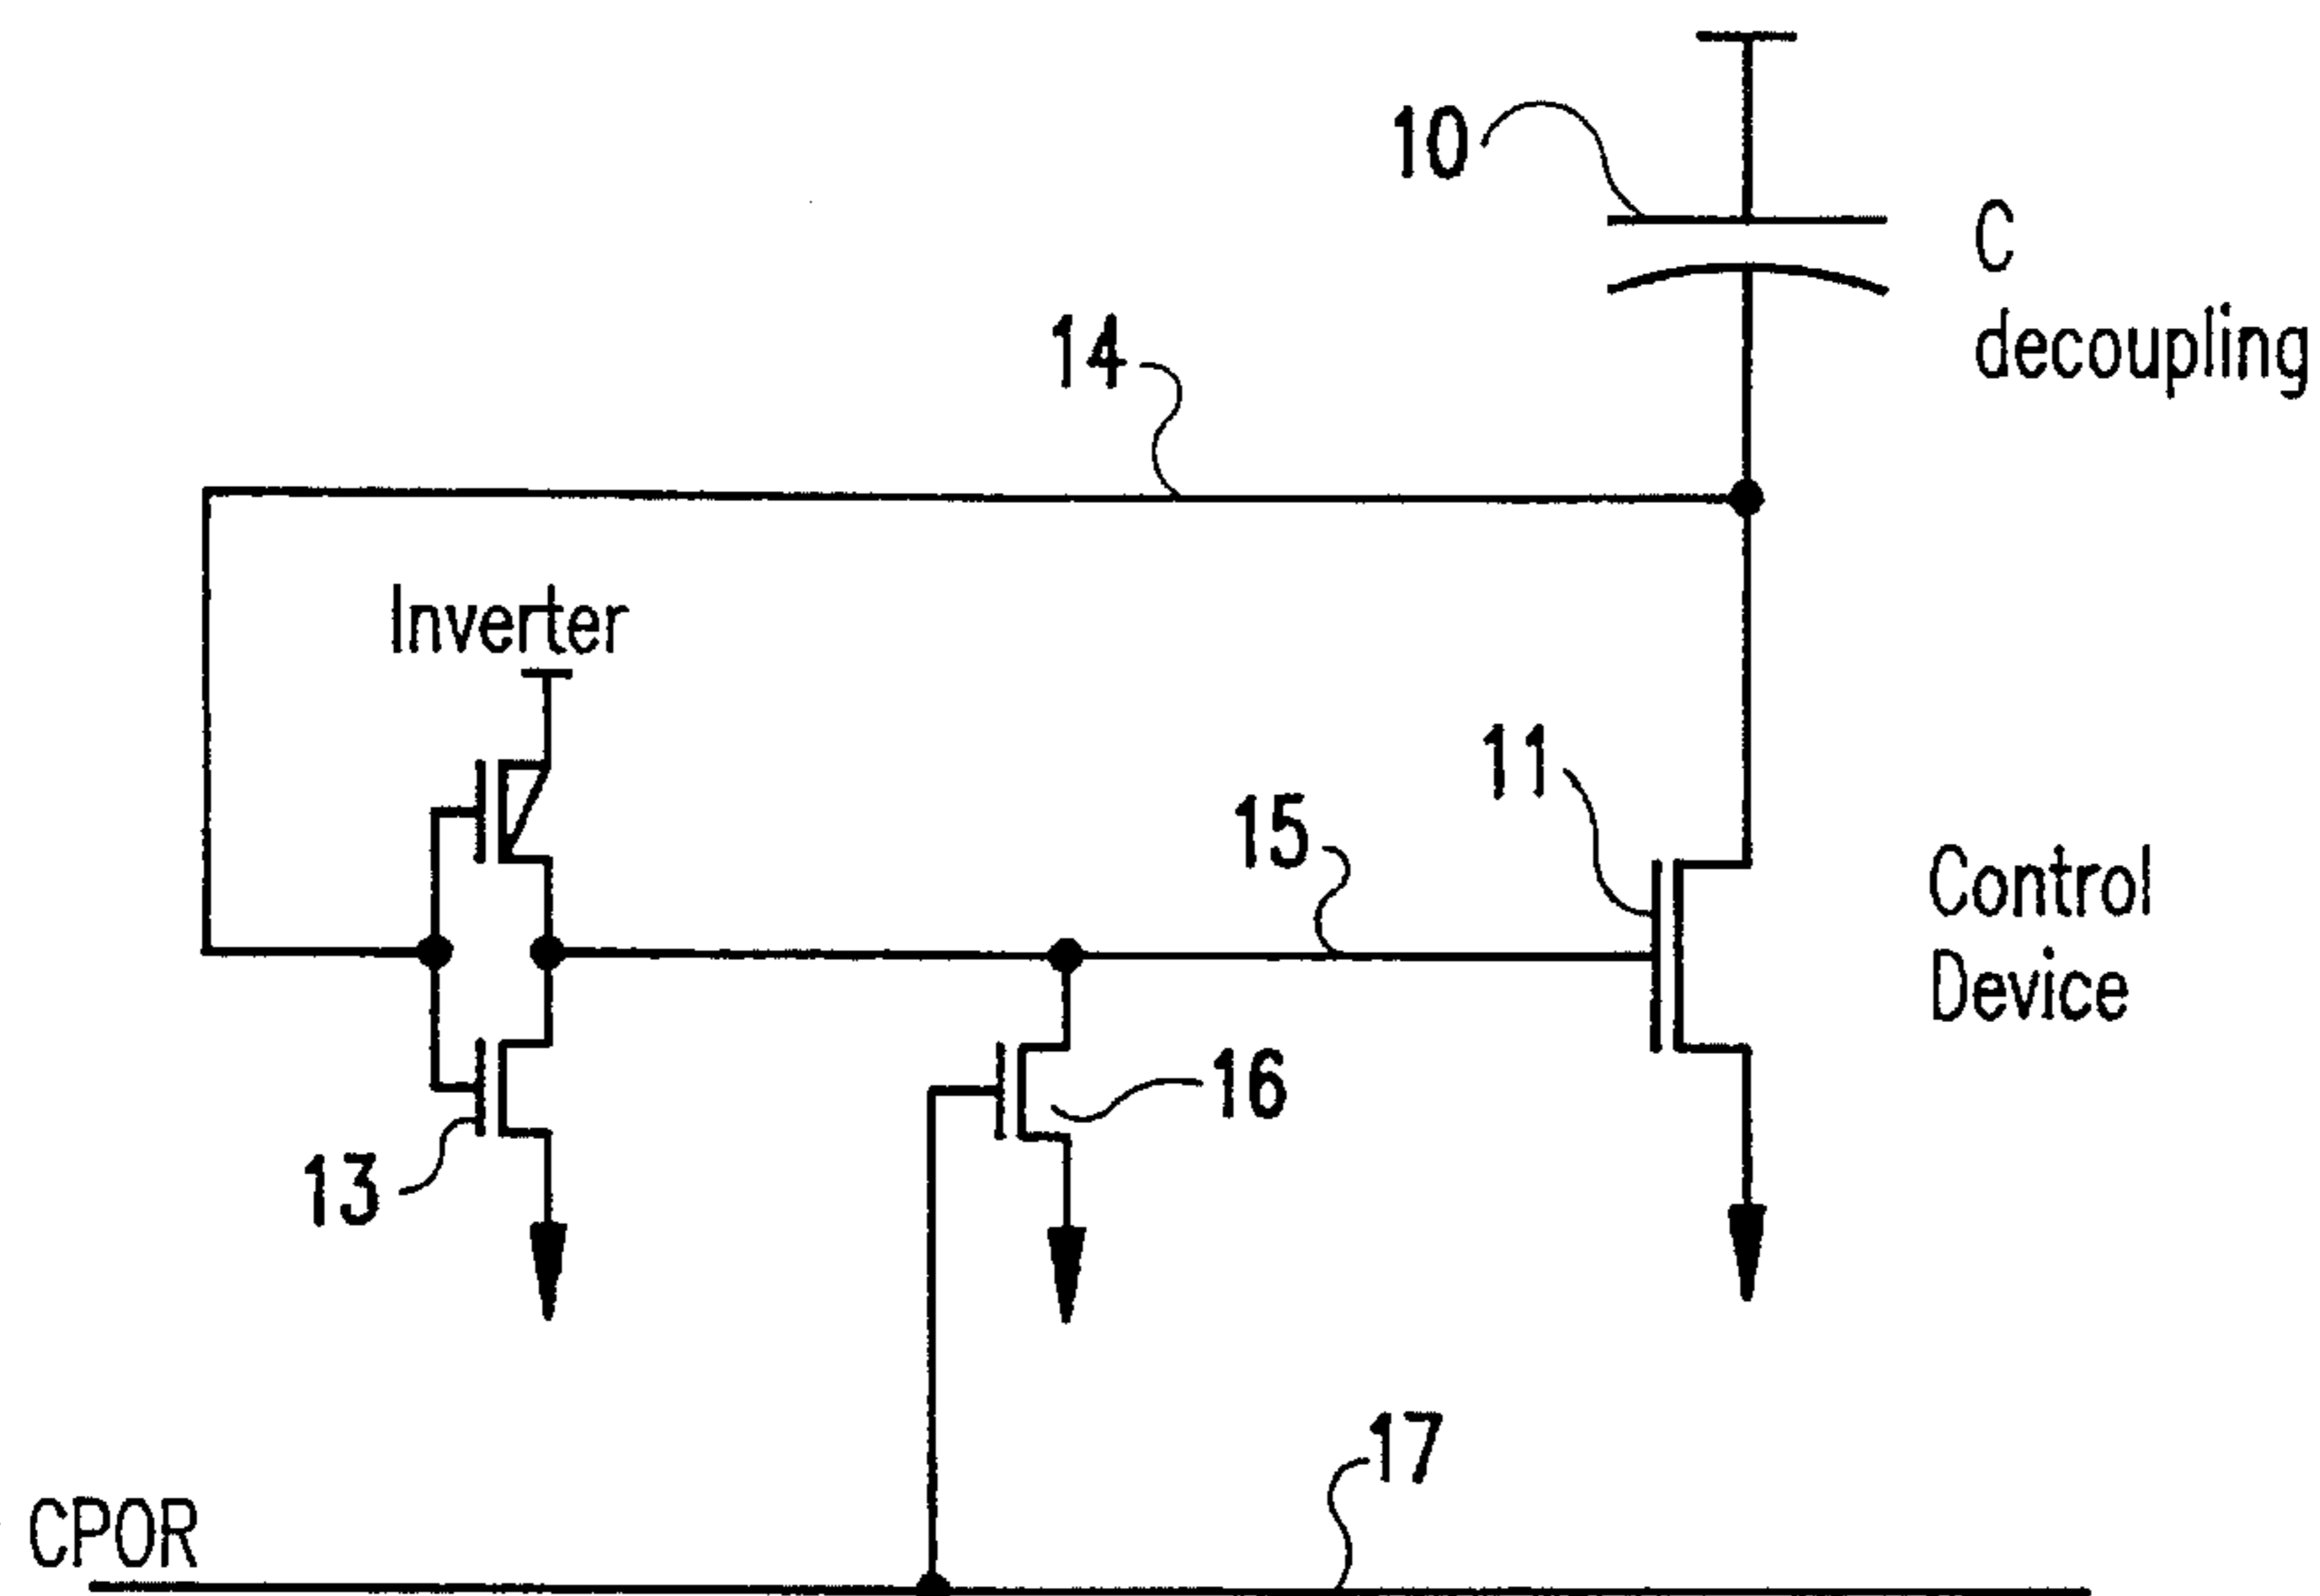 10
C
decoupling
14
Inverter
11
15
Control
Device
16
13
17
CPOR